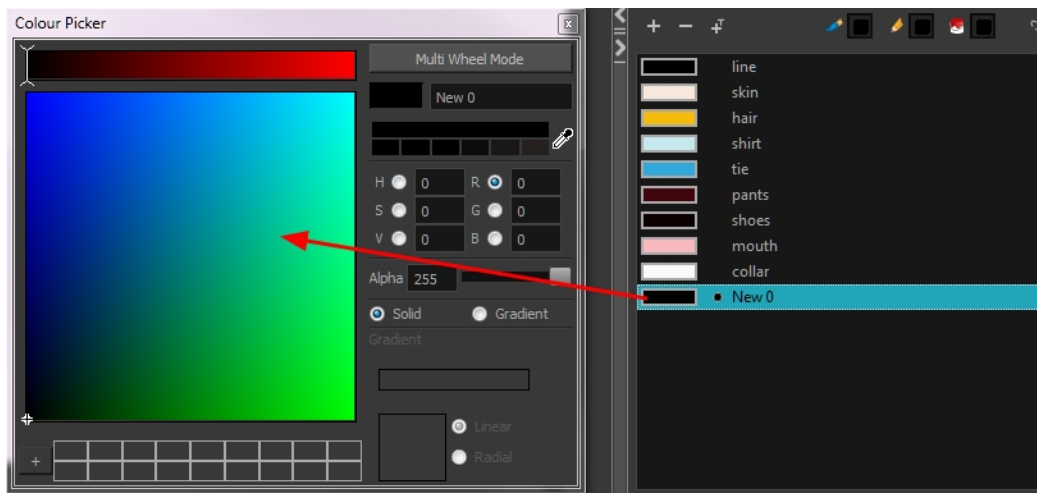 Colour Picker
x
Multi Wheel Mode
New 0
H 0 R 0
S 0 G 0
V 0 B 0
Alpha 255
Solid Gradient
Gradient
Linear
Radial
+
+ − +T
line
skin
hair
shirt
tie
pants
shoes
mouth
collar
New 0